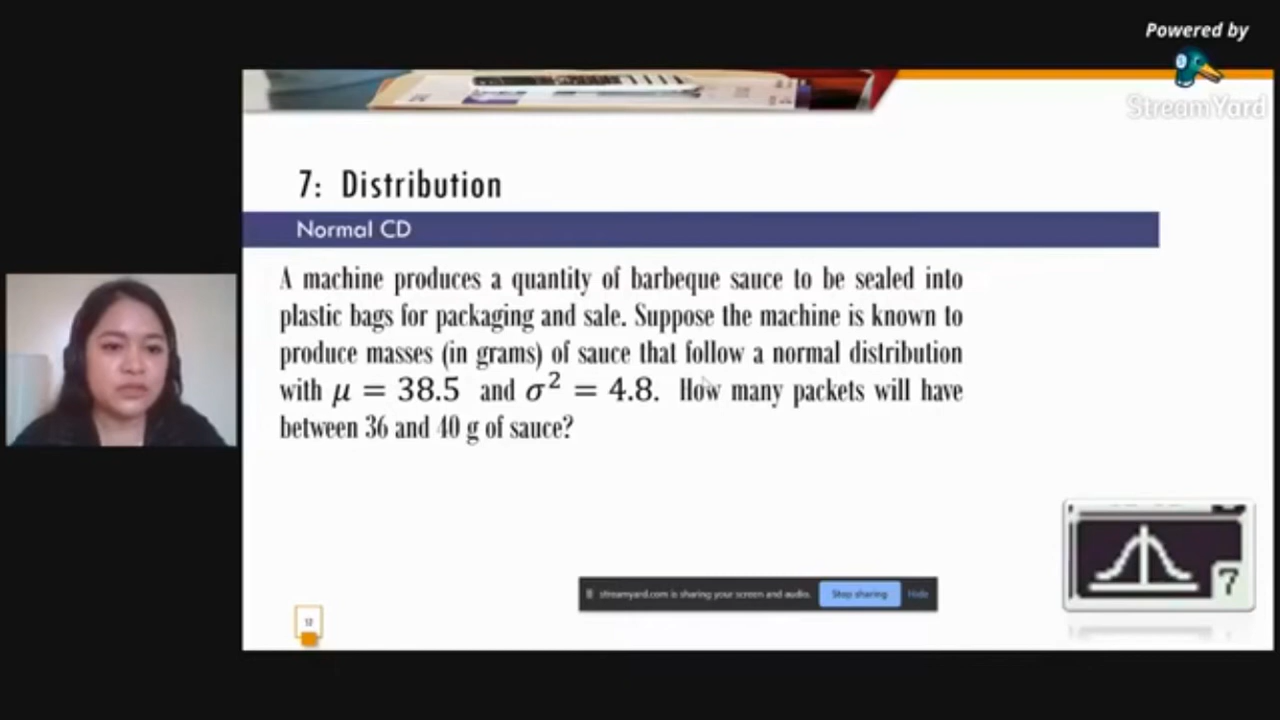 Powered by
StreamYard
7: Distribution
Normal CD
A machine produces a quantity of barbeque sauce to be sealed into
plastic bags for packaging and sale. Suppose the machine is known to
produce masses (in grams) of sauce that follow a normal distribution
with μ = 38.5 and σ² = 4.8. How many packets will have
between 36 and 40 g of sauce?
7
streamyard.com is sharing your screen and audio. Stop sharing Hide
12